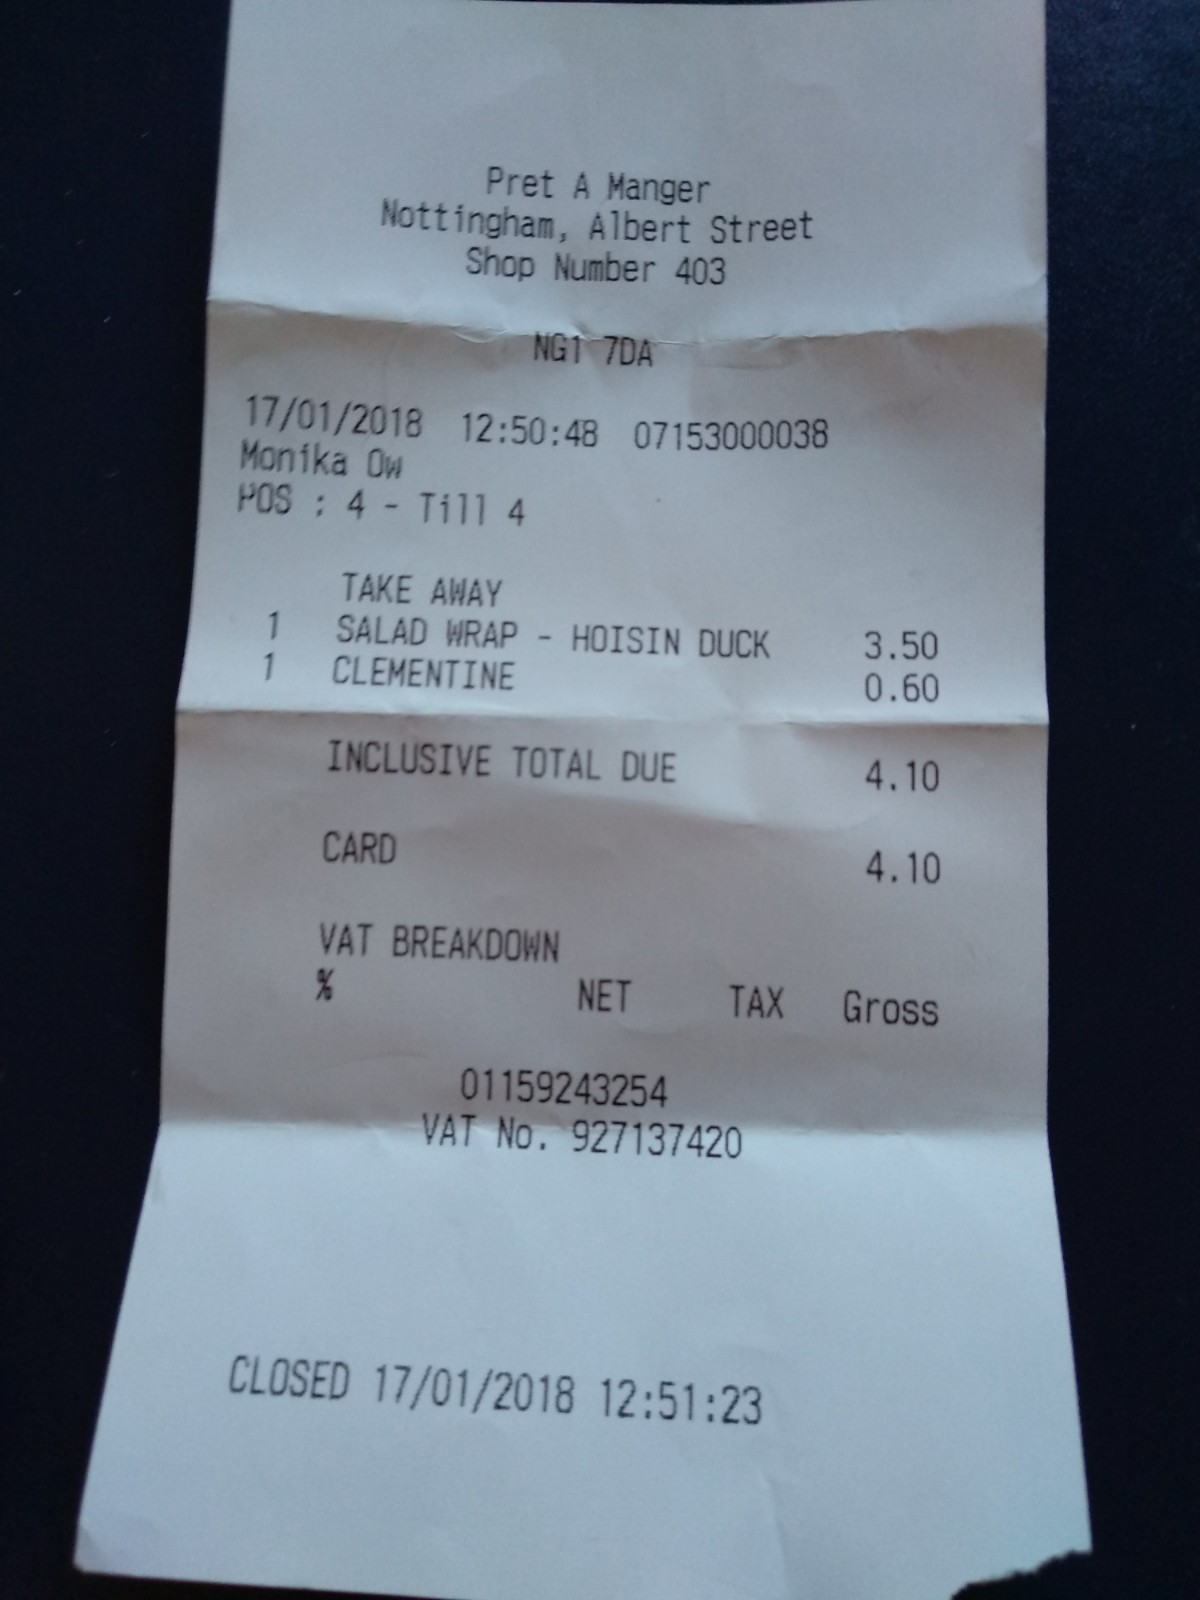 Pret A Manger
Nottingham, Albert Street
Shop Number 403
NG1 7DA
17/01/2018 12:50:48 07153000038
Monika Ow
POS : 4 - Till 4
TAKE AWAY
1 SALAD WRAP - HOISIN DUCK 3.50
1 CLEMENTINE 0.60
INCLUSIVE TOTAL DUE 4.10
CARD 4.10
VAT BREAKDOWN
% NET TAX Gross
01159243254
VAT No. 927137420
CLOSED 17/01/2018 12:51:23